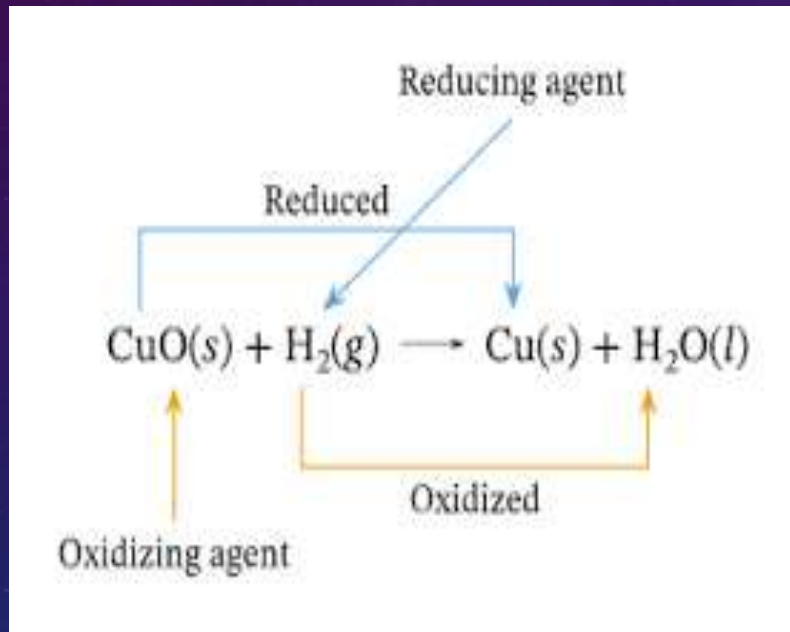 Reducing agent
Reduced
CuO(s) + H₂(g) → Cu(s) + H₂O(l)
Oxidized
Oxidizing agent